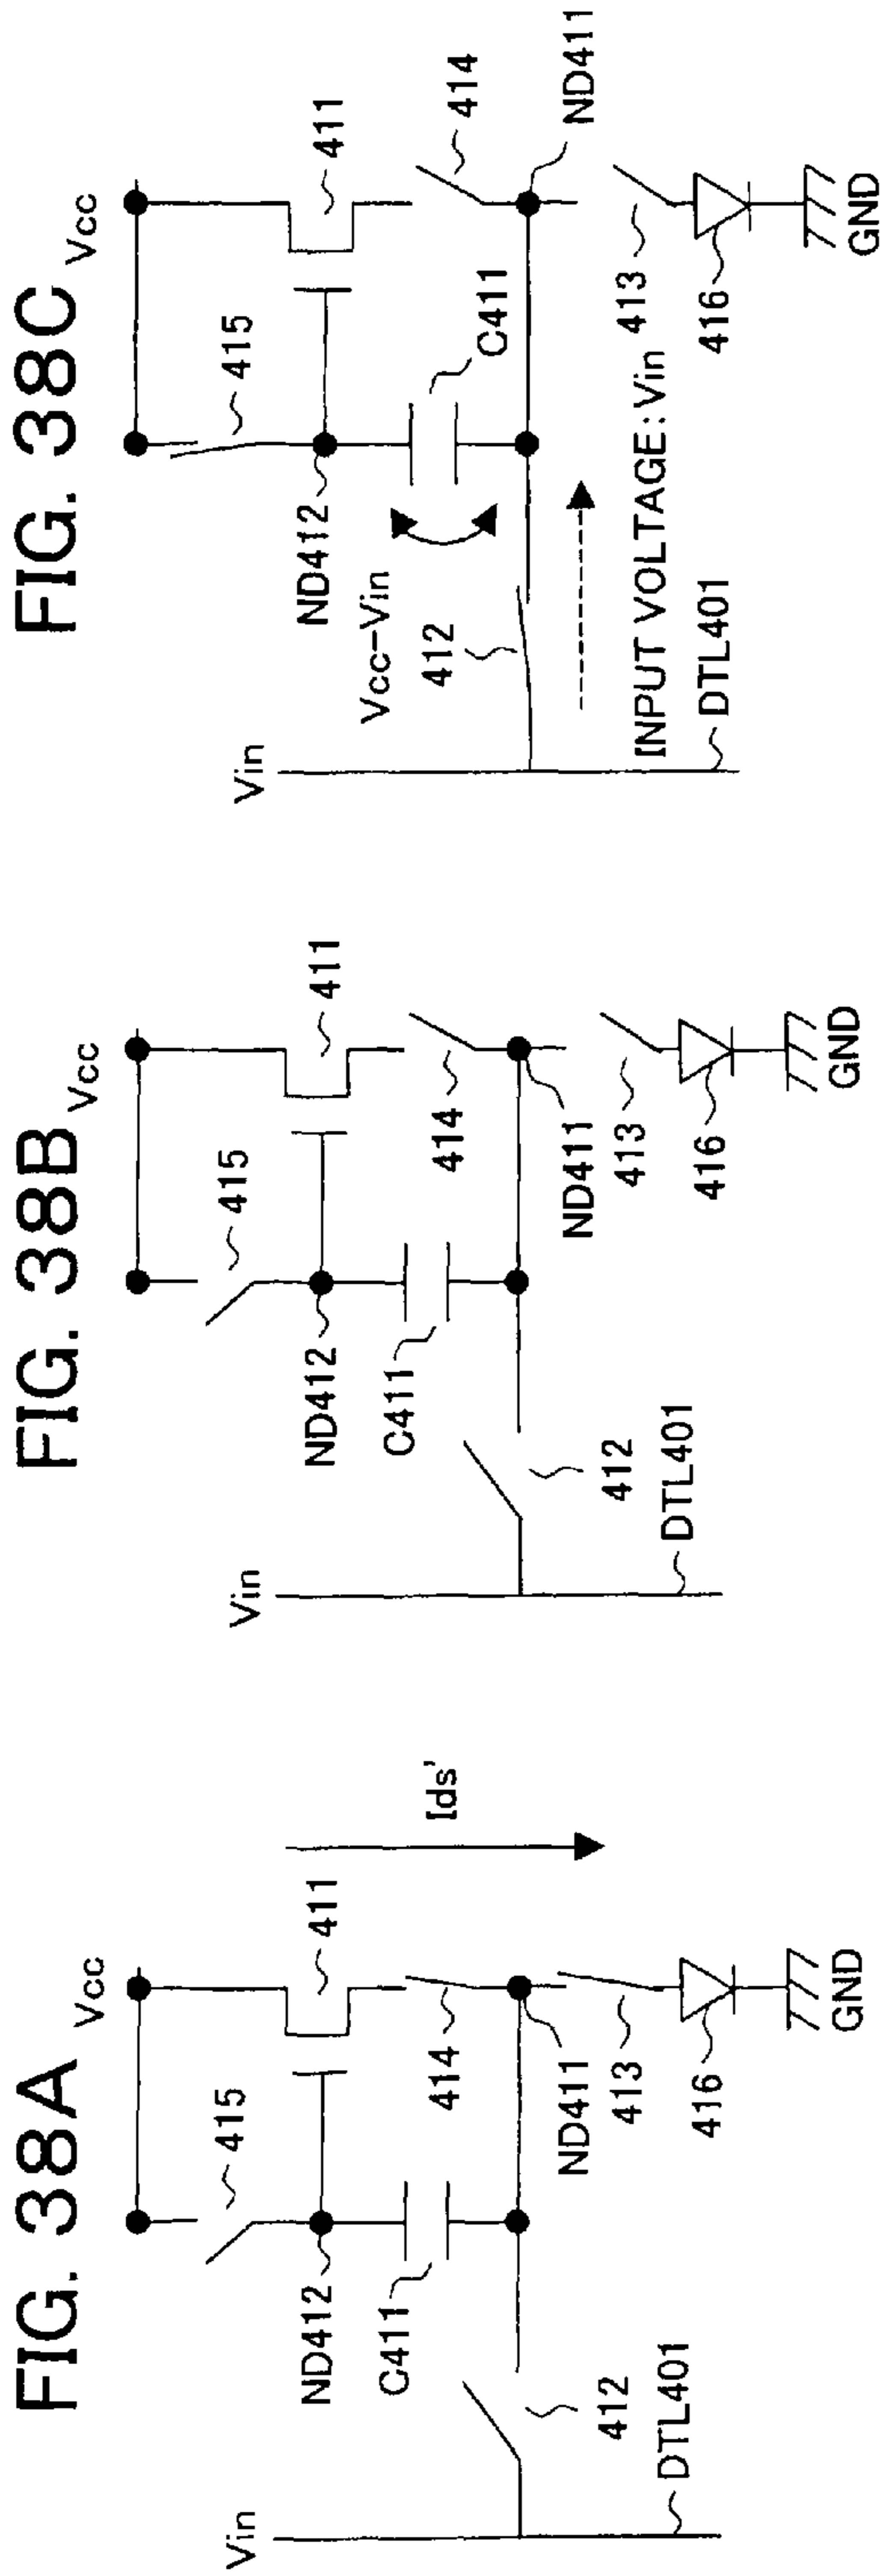 FIG. 38A
Vcc
Vin
415
411
Ids'
ND412
C411
414
ND411
412
413
416
DTL401
GND
FIG. 38B
Vcc
Vin
415
411
ND412
C411
414
ND411
412
413
416
DTL401
GND
FIG. 38C
Vcc
Vin
415
411
ND412
414
Vcc-Vin
C411
ND411
412
413
INPUT VOLTAGE: Vin
416
DTL401
GND